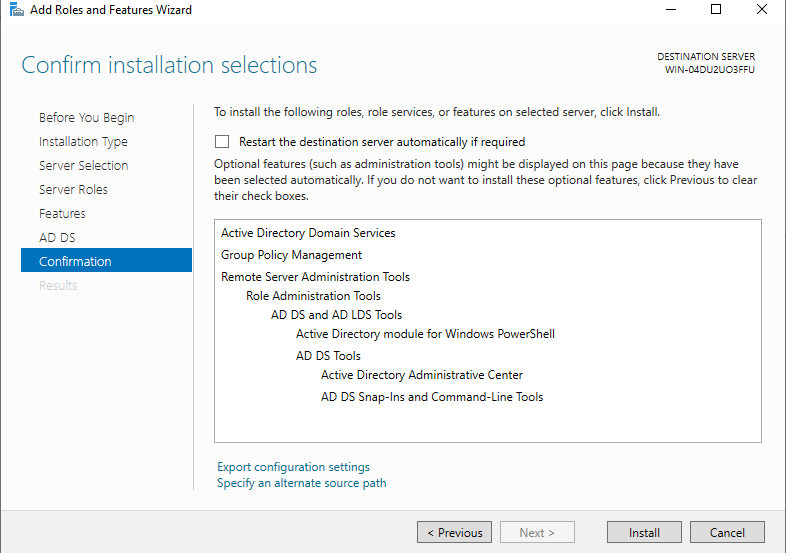 Add Roles and Features Wizard
Confirm installation selections
DESTINATION SERVER
WIN-04DU2UO3FFU
Before You Begin
Installation Type
Server Selection
Server Roles
Features
AD DS
Confirmation
Results
To install the following roles, role services, or features on selected server, click Install.
Restart the destination server automatically if required
Optional features (such as administration tools) might be displayed on this page because they have
been selected automatically. If you do not want to install these optional features, click Previous to clear
their check boxes.
Active Directory Domain Services
Group Policy Management
Remote Server Administration Tools
Role Administration Tools
AD DS and AD LDS Tools
Active Directory module for Windows PowerShell
AD DS Tools
Active Directory Administrative Center
AD DS Snap-Ins and Command-Line Tools
Export configuration settings
Specify an alternate source path
< Previous
Next >
Install
Cancel